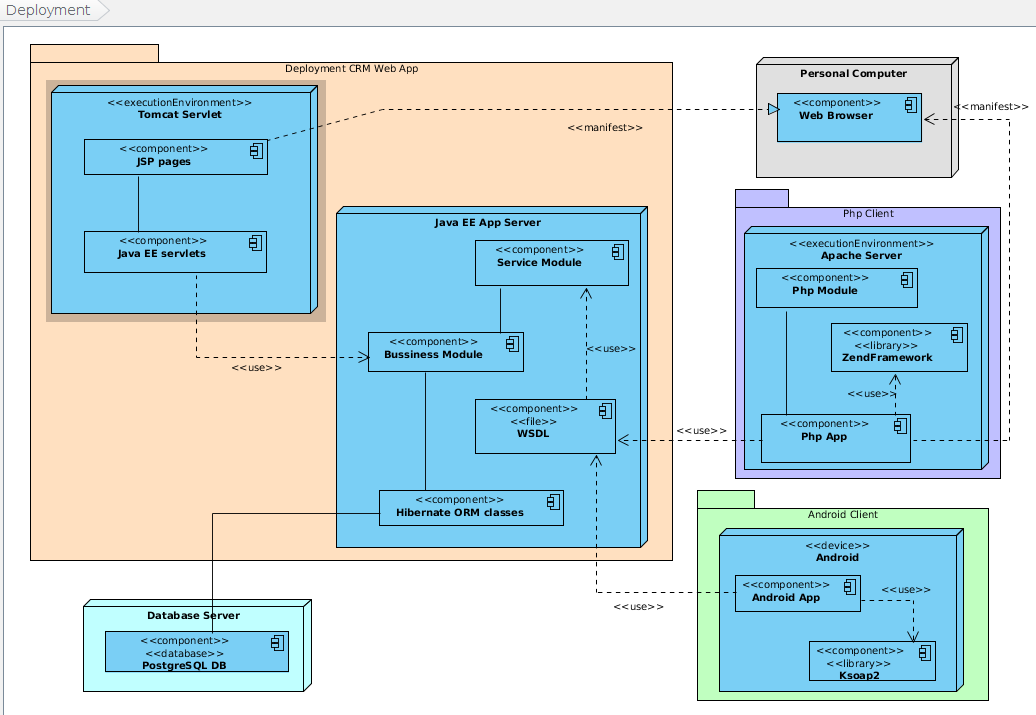 Deployment
Deployment CRM Web App
<<executionEnvironment>>
Tomcat Servlet
<<component>>
JSP pages
<<component>>
Java EE servlets
<<use>>
<<manifest>>
Java EE App Server
<<component>>
Service Module
<<component>>
Bussiness Module
<<use>>
<<component>>
<<file>>
WSDL
<<component>>
Hibernate ORM classes
Database Server
<<component>>
<<database>>
PostgreSQL DB
Personal Computer
<<component>>
Web Browser
<<manifest>>
Php Client
<<executionEnvironment>>
Apache Server
<<component>>
Php Module
<<component>>
<<library>>
ZendFramework
<<use>>
<<component>>
Php App
<<use>>
Android Client
<<device>>
Android
<<component>>
Android App
<<use>>
<<use>>
<<component>>
<<library>>
Ksoap2